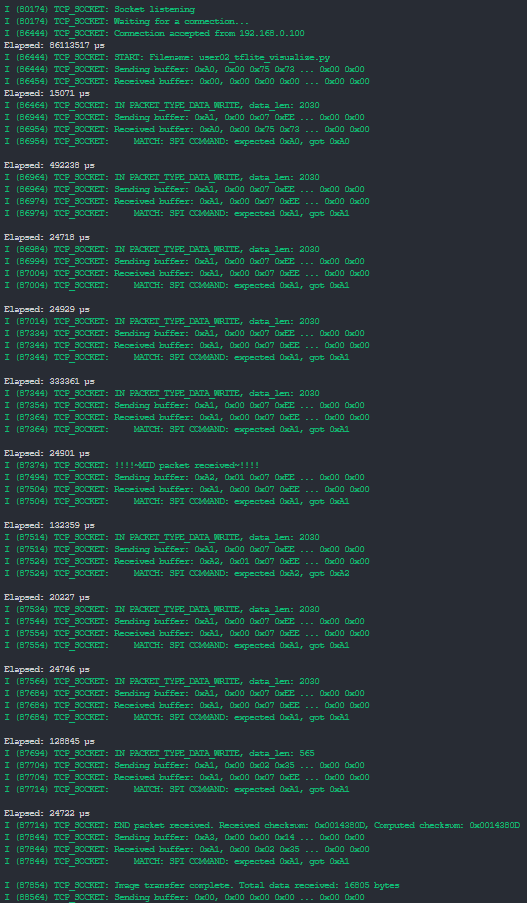 I (80174) TCP_SOCKET: Socket listening
I (80174) TCP_SOCKET: Waiting for a connection...
I (86444) TCP_SOCKET: Connection accepted from 192.168.0.100
Elapsed: 86113517 µs
I (86444) TCP_SOCKET: START: Filename: user02_tflite_visualize.py
I (86444) TCP_SOCKET: Sending buffer: 0xA0, 0x00 0x75 0x73 ... 0x00 0x00
I (86454) TCP_SOCKET: Received buffer: 0x00, 0x00 0x00 0x00 ... 0x00 0x00
Elapsed: 15071 µs
I (86464) TCP_SOCKET: IN PACKET_TYPE_DATA_WRITE, data_len: 2030
I (86944) TCP_SOCKET: Sending buffer: 0xA1, 0x00 0x07 0xEE ... 0x00 0x00
I (86954) TCP_SOCKET: Received buffer: 0xA0, 0x00 0x75 0x73 ... 0x00 0x00
I (86954) TCP_SOCKET: MATCH: SPI COMMAND: expected 0xA0, got 0xA0
Elapsed: 492238 µs
I (86964) TCP_SOCKET: IN PACKET_TYPE_DATA_WRITE, data_len: 2030
I (86964) TCP_SOCKET: Sending buffer: 0xA1, 0x00 0x07 0xEE ... 0x00 0x00
I (86974) TCP_SOCKET: Received buffer: 0xA1, 0x00 0x07 0xEE ... 0x00 0x00
I (86974) TCP_SOCKET: MATCH: SPI COMMAND: expected 0xA0, got 0xA1
Elapsed: 24718 µs
I (86984) TCP_SOCKET: IN PACKET_TYPE_DATA_WRITE, data_len: 2030
I (86994) TCP_SOCKET: Sending buffer: 0xA1, 0x00 0x07 0xEE ... 0x00 0x00
I (87004) TCP_SOCKET: Received buffer: 0xA1, 0x00 0x07 0xEE ... 0x00 0x00
I (87004) TCP_SOCKET: MATCH: SPI COMMAND: expected 0xA1, got 0xA1
Elapsed: 24929 µs
I (87014) TCP_SOCKET: IN PACKET_TYPE_DATA_WRITE, data_len: 2030
I (87334) TCP_SOCKET: Sending buffer: 0xA1, 0x00 0x07 0xEE ... 0x00 0x00
I (87344) TCP_SOCKET: Received buffer: 0xA1, 0x00 0x07 0xEE ... 0x00 0x00
I (87344) TCP_SOCKET: MATCH: SPI COMMAND: expected 0xA1, got 0xA1
Elapsed: 333361 µs
I (87344) TCP_SOCKET: IN PACKET_TYPE_DATA_WRITE, data_len: 2030
I (87354) TCP_SOCKET: Sending buffer: 0xA1, 0x00 0x07 0xEE ... 0x00 0x00
I (87364) TCP_SOCKET: Received buffer: 0xA1, 0x00 0x07 0xEE ... 0x00 0x00
I (87364) TCP_SOCKET: MATCH: SPI COMMAND: expected 0xA1, got 0xA1
Elapsed: 24901 µs
I (87374) TCP_SOCKET: !!!!~MID packet received~!!!!
I (87494) TCP_SOCKET: Sending buffer: 0xA2, 0x01 0x07 0xEE ... 0x00 0x00
I (87504) TCP_SOCKET: Received buffer: 0xA1, 0x00 0x07 0xEE ... 0x00 0x00
I (87504) TCP_SOCKET: MATCH: SPI COMMAND: expected 0xA1, got 0xA1
Elapsed: 132359 µs
I (87514) TCP_SOCKET: IN PACKET_TYPE_DATA_WRITE, data_len: 2030
I (87514) TCP_SOCKET: Sending buffer: 0xA1, 0x00 0x07 0xEE ... 0x00 0x00
I (87524) TCP_SOCKET: Received buffer: 0xA2, 0x01 0x07 0xEE ... 0x00 0x00
I (87524) TCP_SOCKET: MATCH: SPI COMMAND: expected 0xA2, got 0xA2
Elapsed: 20227 µs
I (87534) TCP_SOCKET: IN PACKET_TYPE_DATA_WRITE, data_len: 2030
I (87544) TCP_SOCKET: Sending buffer: 0xA1, 0x00 0x07 0xEE ... 0x00 0x00
I (87554) TCP_SOCKET: Received buffer: 0xA1, 0x00 0x07 0xEE ... 0x00 0x00
I (87554) TCP_SOCKET: MATCH: SPI COMMAND: expected 0xA1, got 0xA1
Elapsed: 24746 µs
I (87564) TCP_SOCKET: IN PACKET_TYPE_DATA_WRITE, data_len: 2030
I (87684) TCP_SOCKET: Sending buffer: 0xA1, 0x00 0x07 0xEE ... 0x00 0x00
I (87684) TCP_SOCKET: Received buffer: 0xA1, 0x00 0x07 0xEE ... 0x00 0x00
I (87684) TCP_SOCKET: MATCH: SPI COMMAND: expected 0xA1, got 0xA1
Elapsed: 128845 µs
I (87694) TCP_SOCKET: IN PACKET_TYPE_DATA_WRITE, data_len: 565
I (87704) TCP_SOCKET: Sending buffer: 0xA1, 0x00 0x02 0x35 ... 0x00 0x00
I (87704) TCP_SOCKET: Received buffer: 0xA1, 0x00 0x07 0xEE ... 0x00 0x00
I (87714) TCP_SOCKET: MATCH: SPI COMMAND: expected 0xA1, got 0xA1
Elapsed: 24722 µs
I (87714) TCP_SOCKET: END packet received. Received checksum: 0x0014380D, Computed checksum: 0x0014380D
I (87844) TCP_SOCKET: Sending buffer: 0xA3, 0x00 0x00 0x14 ... 0x00 0x00
I (87844) TCP_SOCKET: Received buffer: 0xA1, 0x00 0x02 0x35 ... 0x00 0x00
I (87844) TCP_SOCKET: MATCH: SPI COMMAND: expected 0xA1, got 0xA1
I (87854) TCP_SOCKET: Image transfer complete. Total data received: 16805 bytes
I (88564) TCP_SOCKET: Sending buffer: 0x00, 0x00 0x00 0x00 ... 0x00 0x00